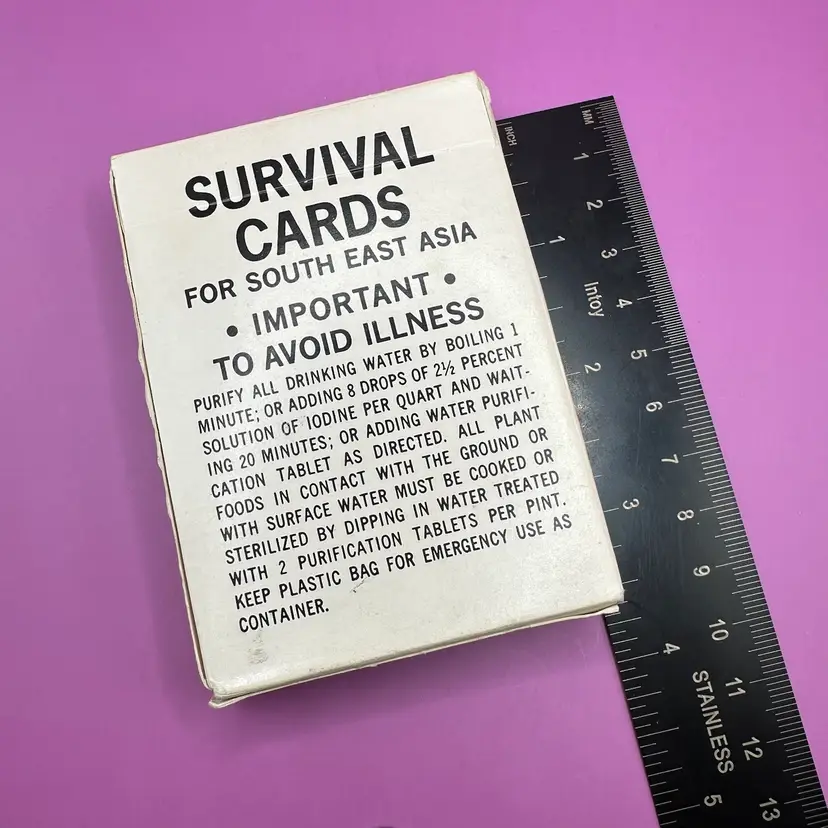 SURVIVAL
CARDS
FOR SOUTH EAST ASIA
• IMPORTANT •
TO AVOID ILLNESS
PURIFY ALL DRINKING WATER BY BOILING 1
MINUTE; OR ADDING 8 DROPS OF 2½ PERCENT
SOLUTION OF IODINE PER QUART AND WAIT-
ING 20 MINUTES; OR ADDING WATER PURIFI-
CATION TABLET AS DIRECTED. ALL PLANT
FOODS IN CONTACT WITH THE GROUND OR
WITH SURFACE WATER MUST BE COOKED OR
STERILIZED BY DIPPING IN WATER TREATED
WITH 2 PURIFICATION TABLETS PER PINT.
KEEP PLASTIC BAG FOR EMERGENCY USE AS
CONTAINER.
INCH
1 2 3 4 5
Intoy
STAINLESS
MM
1 2 3 4 5 6 7 8 9 10 11 12 13